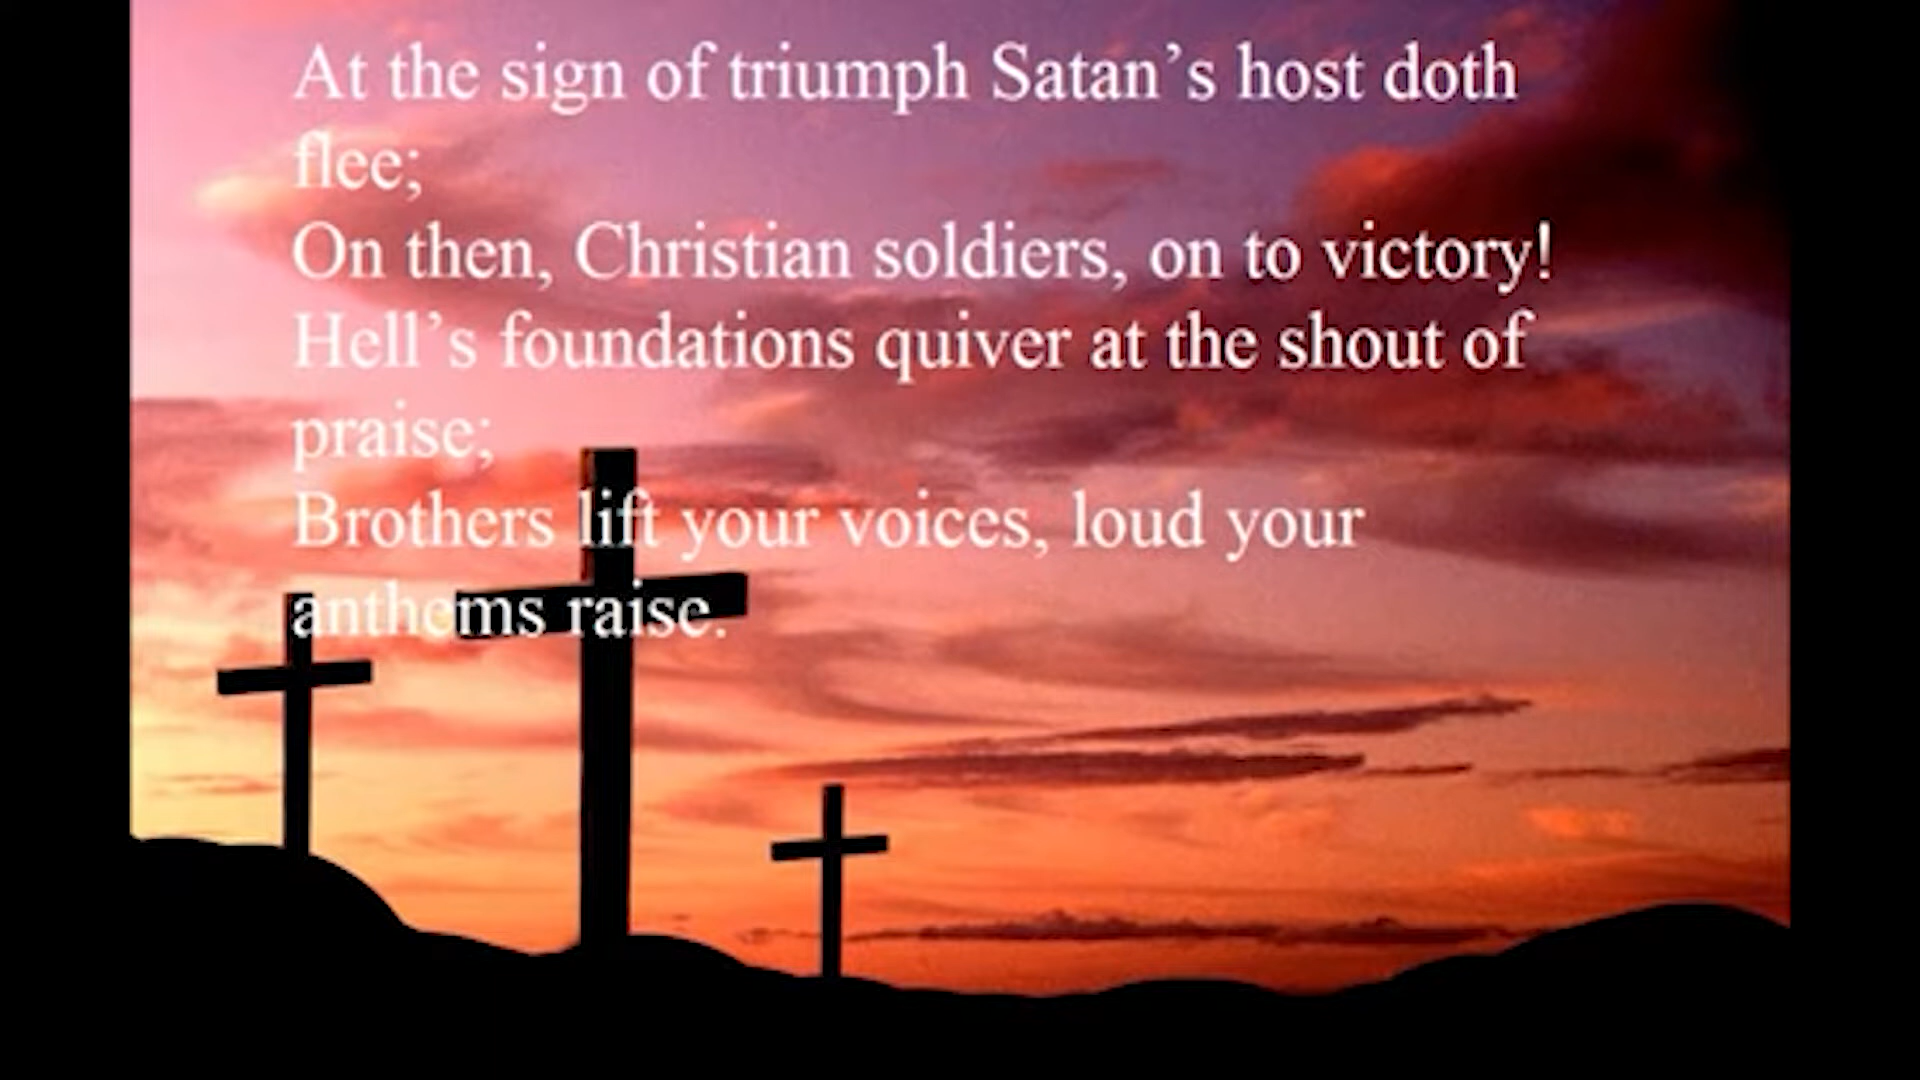 At the sign of triumph Satan’s host doth
flee;
On then, Christian soldiers, on to victory!
Hell’s foundations quiver at the shout of
praise;
Brothers lift your voices, loud your
anthems raise.